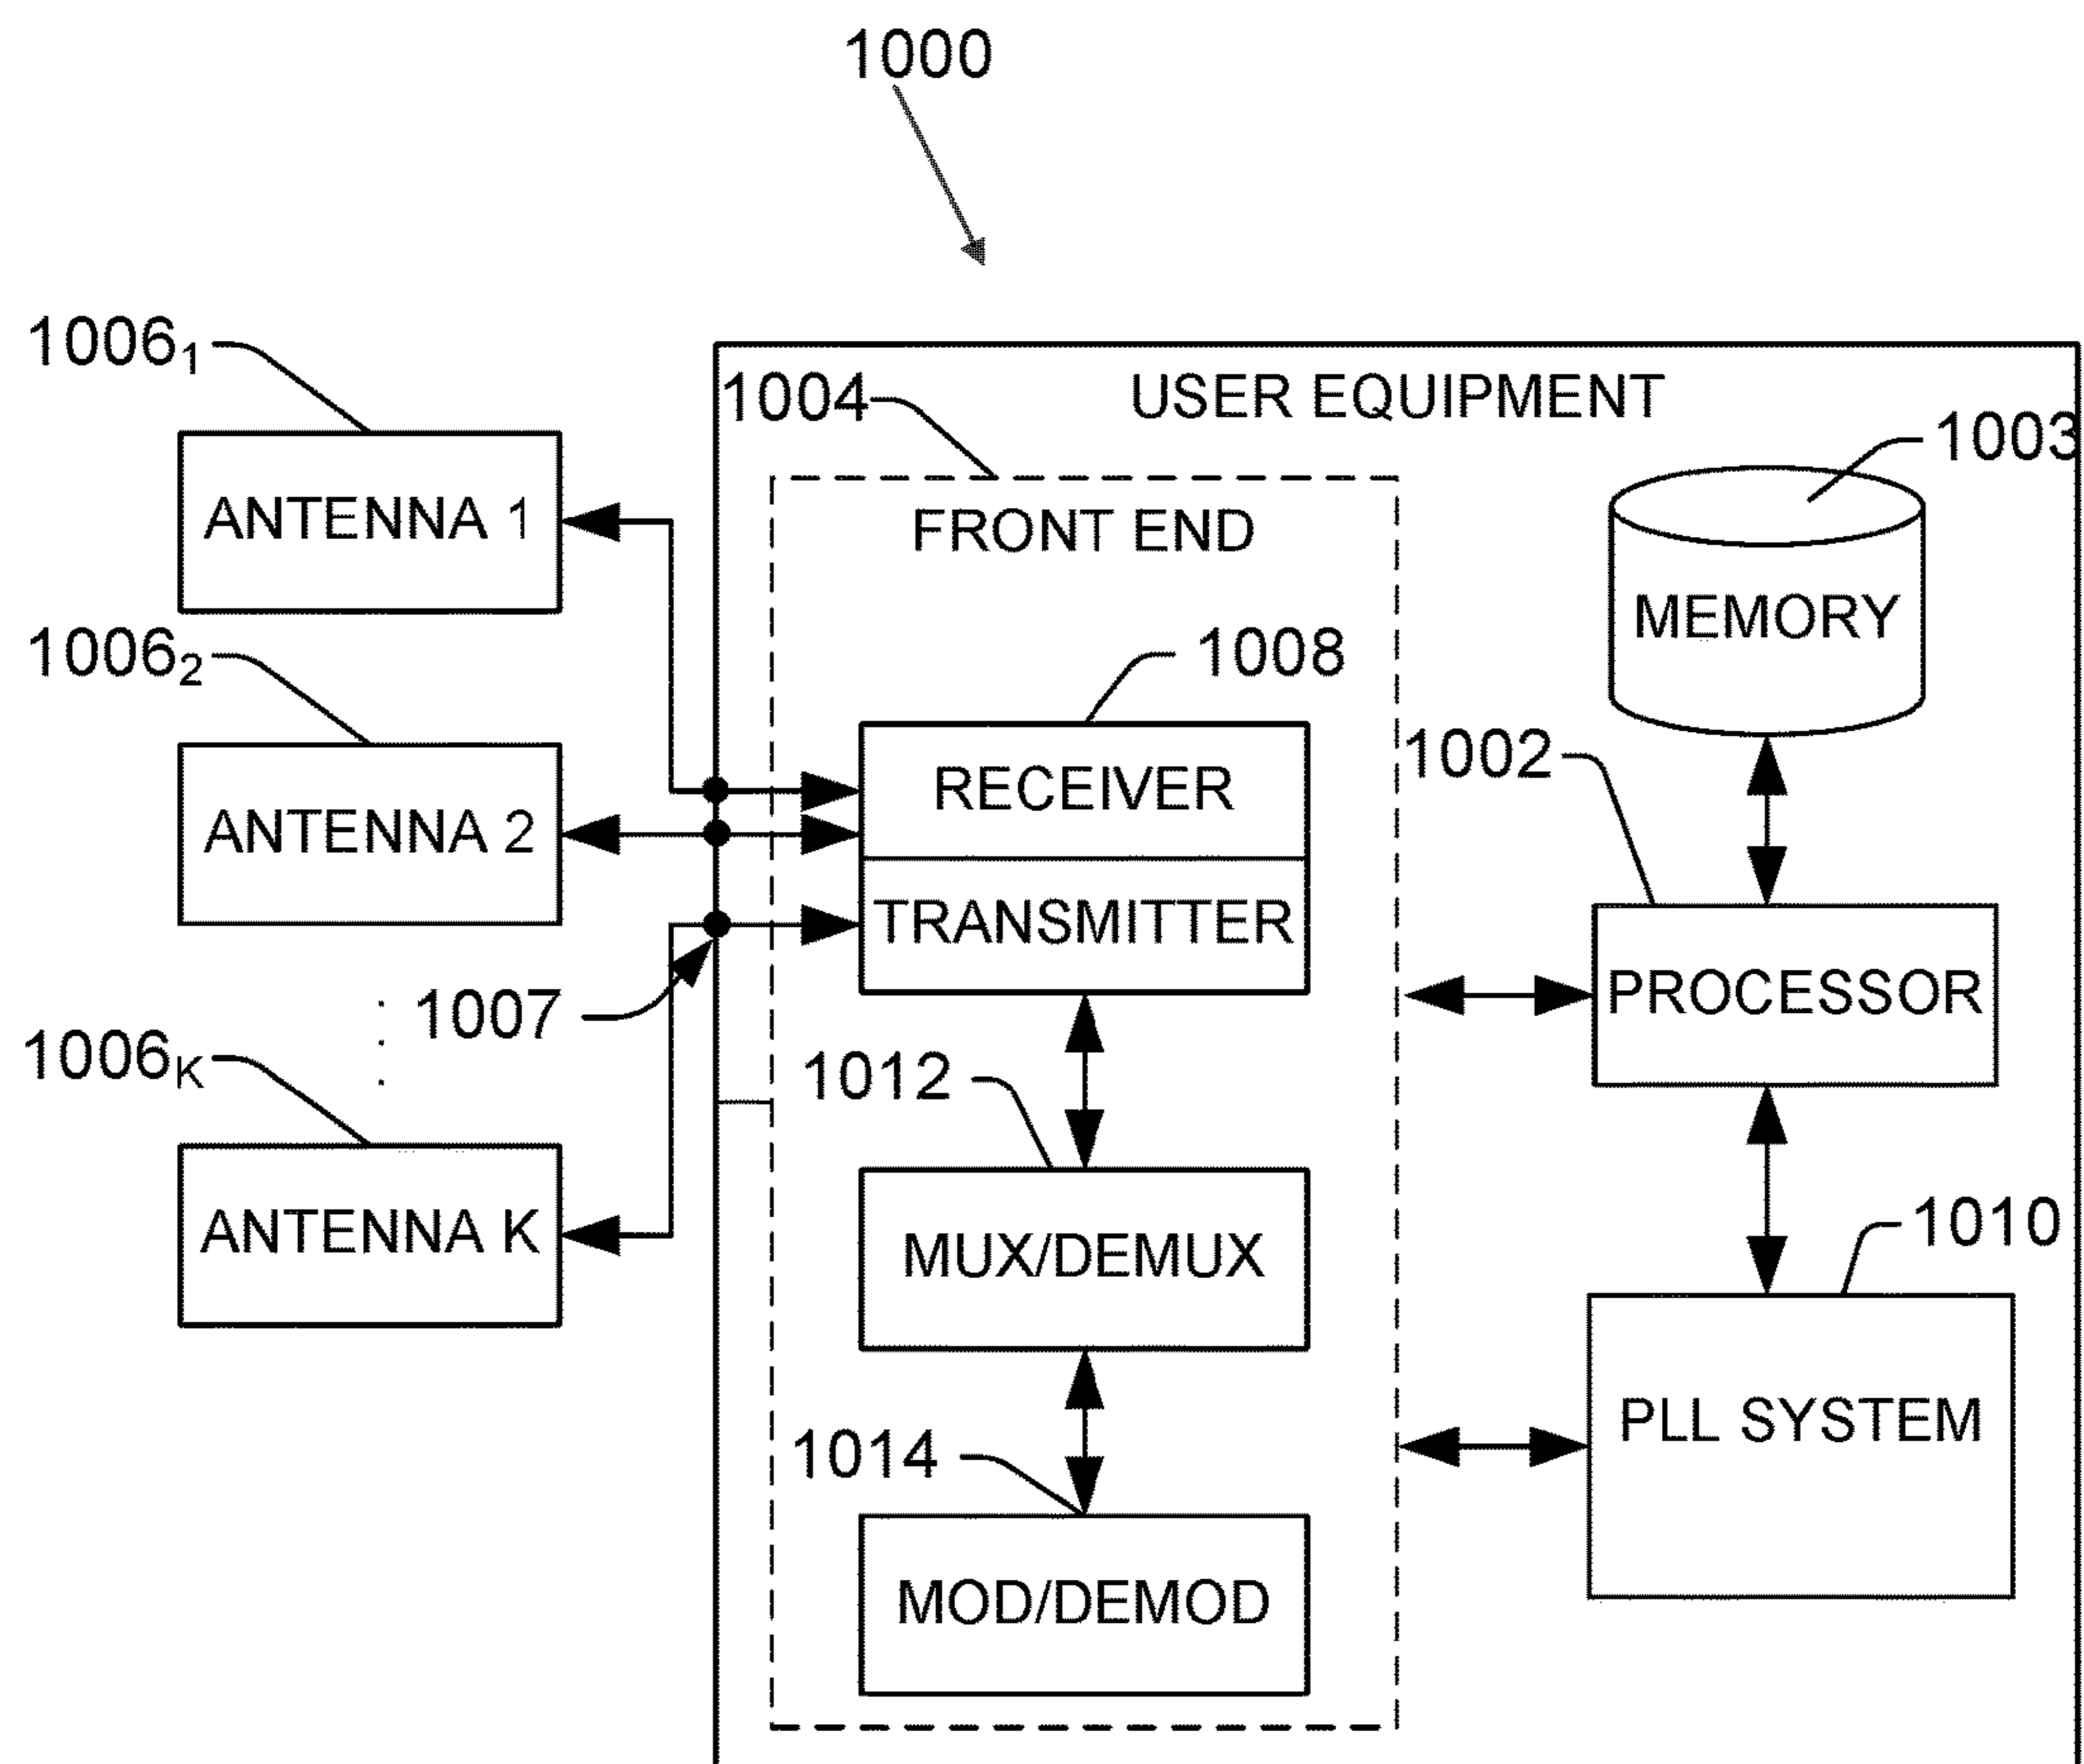 1000
1006₁
1004
USER EQUIPMENT
1003
ANTENNA 1
FRONT END
MEMORY
1006₂
1008
1002
RECEIVER
ANTENNA 2
TRANSMITTER
PROCESSOR
1007
1006K
1012
1010
ANTENNA K
MUX/DEMUX
PLL SYSTEM
1014
MOD/DEMOD